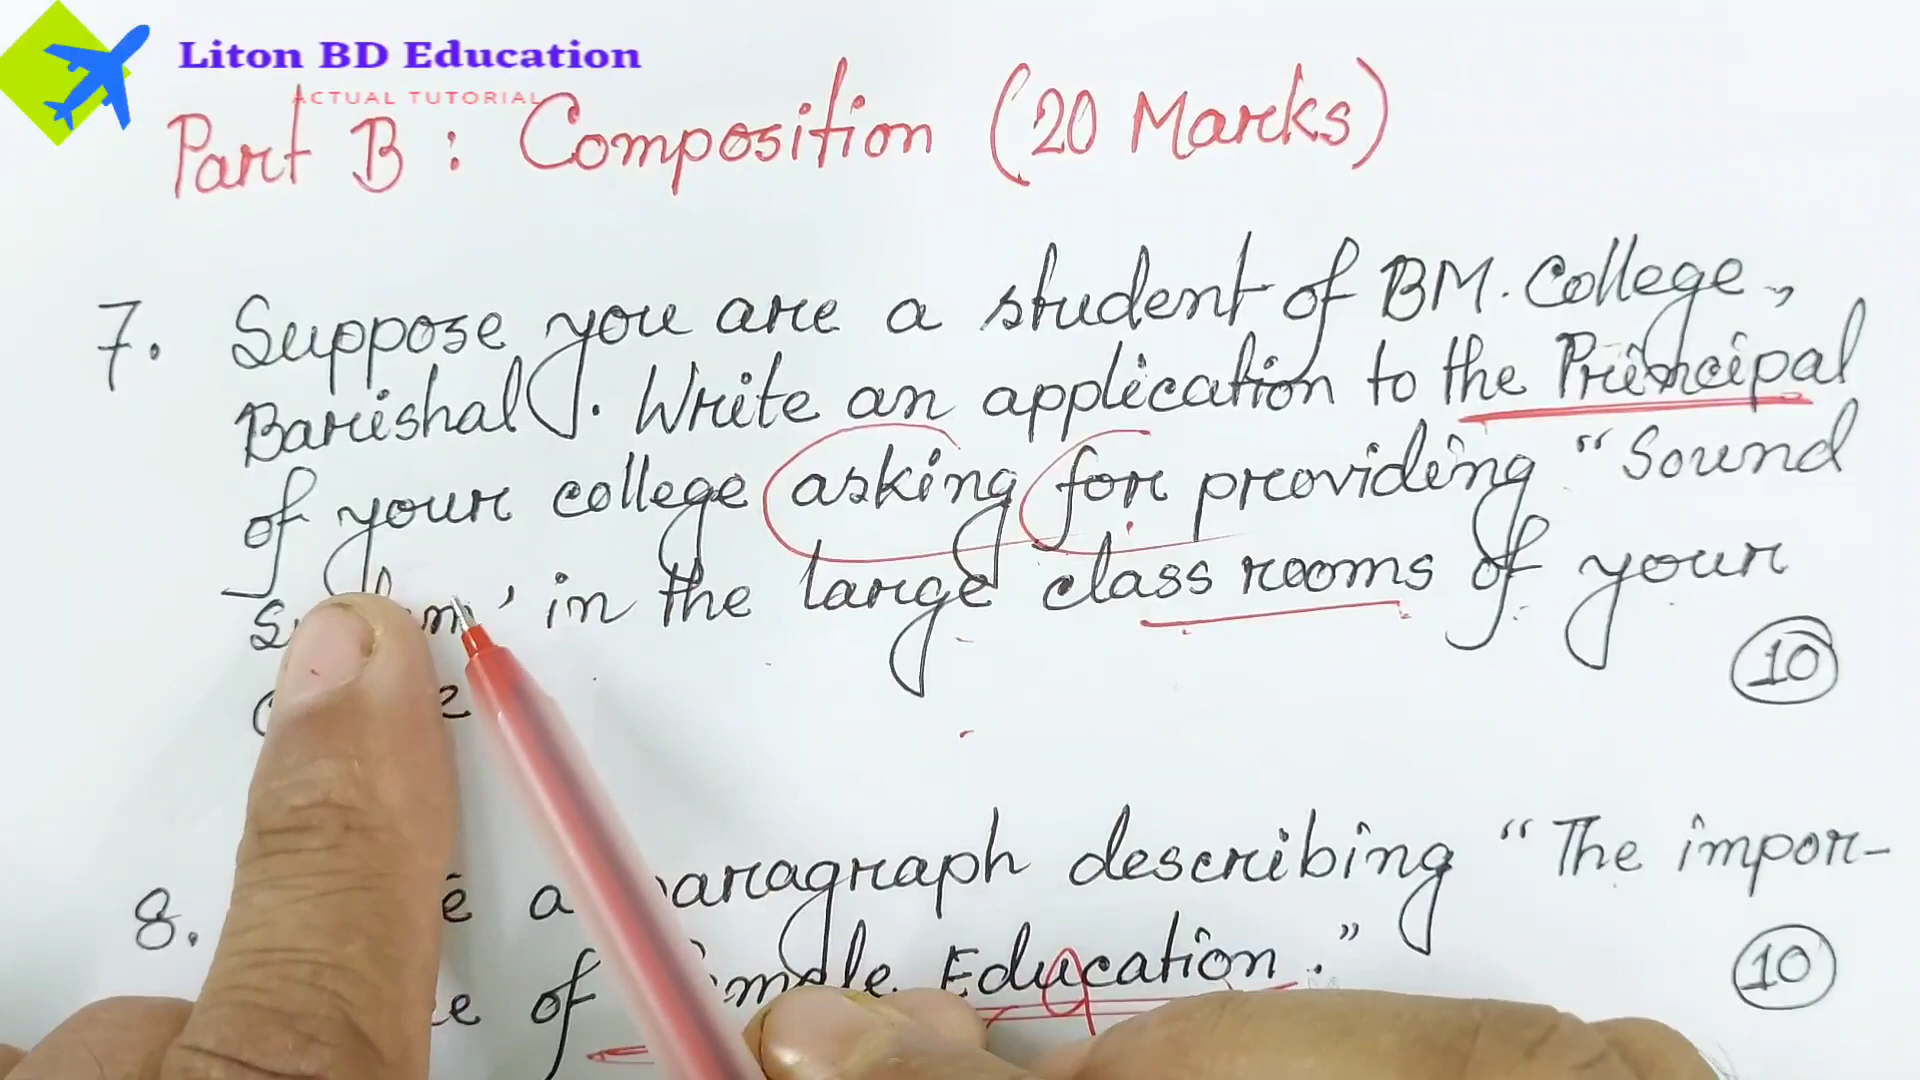 Liton BD Education
ACTUAL TUTORIAL
Part B : Composition (20 Marks)
7. Suppose you are a student of BM. College,
Barishal. Write an application to the Principal
of your college asking for providing "Sound
in the large class rooms of your
10
8. a paragraph describing "The impor-
of Education."
10